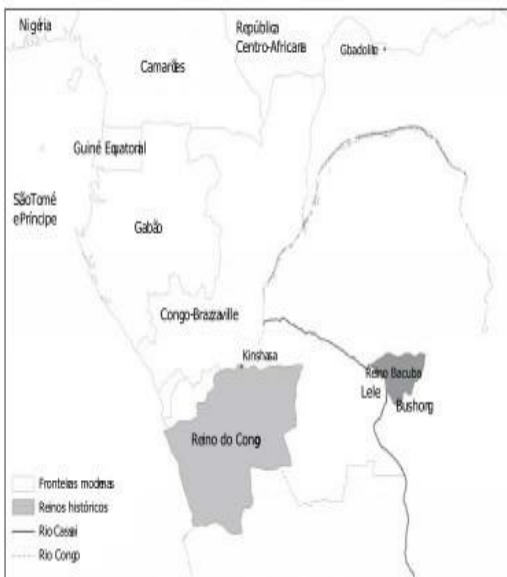 Nigéria
República
Centro-Africana
Gbadolite
Camarões
Guiné Equatorial
São Tomé
e Príncipe
Gabão
Congo-Brazzaville
Kinshasa
Reino Bacuba
Lele
Bushong
Reino do Congo
Fronteiras modernas
Reinos históricos
Rio Cassai
Rio Congo